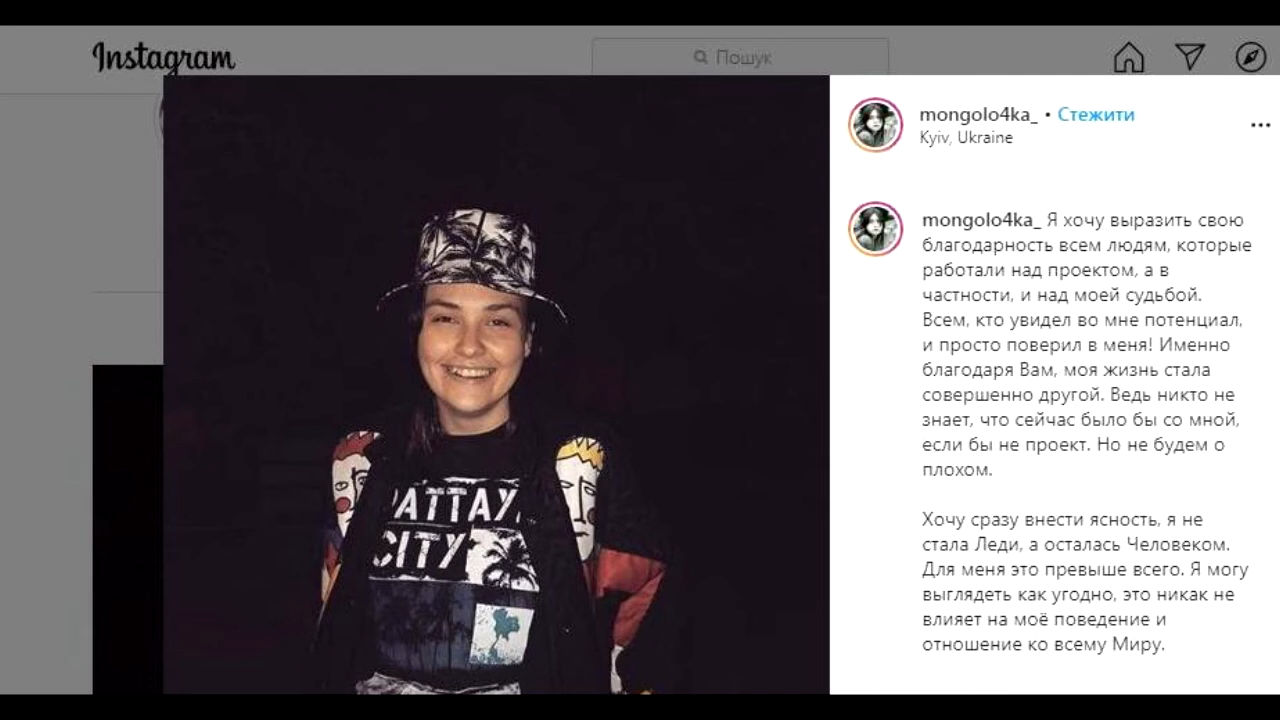 Instagram
Пошук
mongolo4ka_ • Стежити
Kyiv, Ukraine
mongolo4ka_ Я хочу выразить свою
благодарность всем людям, которые
работали над проектом, а в
частности, и над моей судьбой.
Всем, кто увидел во мне потенциал,
и просто поверил в меня! Именно
благодаря Вам, моя жизнь стала
совершенно другой. Ведь никто не
знает, что сейчас было бы со мной,
если бы не проект. Но не будем о
плохом.
Хочу сразу внести ясность, я не
стала Леди, а осталась Человеком.
Для меня это превыше всего. Я могу
выглядеть как угодно, это никак не
влияет на моё поведение и
отношение ко всему Миру.
PATTAY
CITY